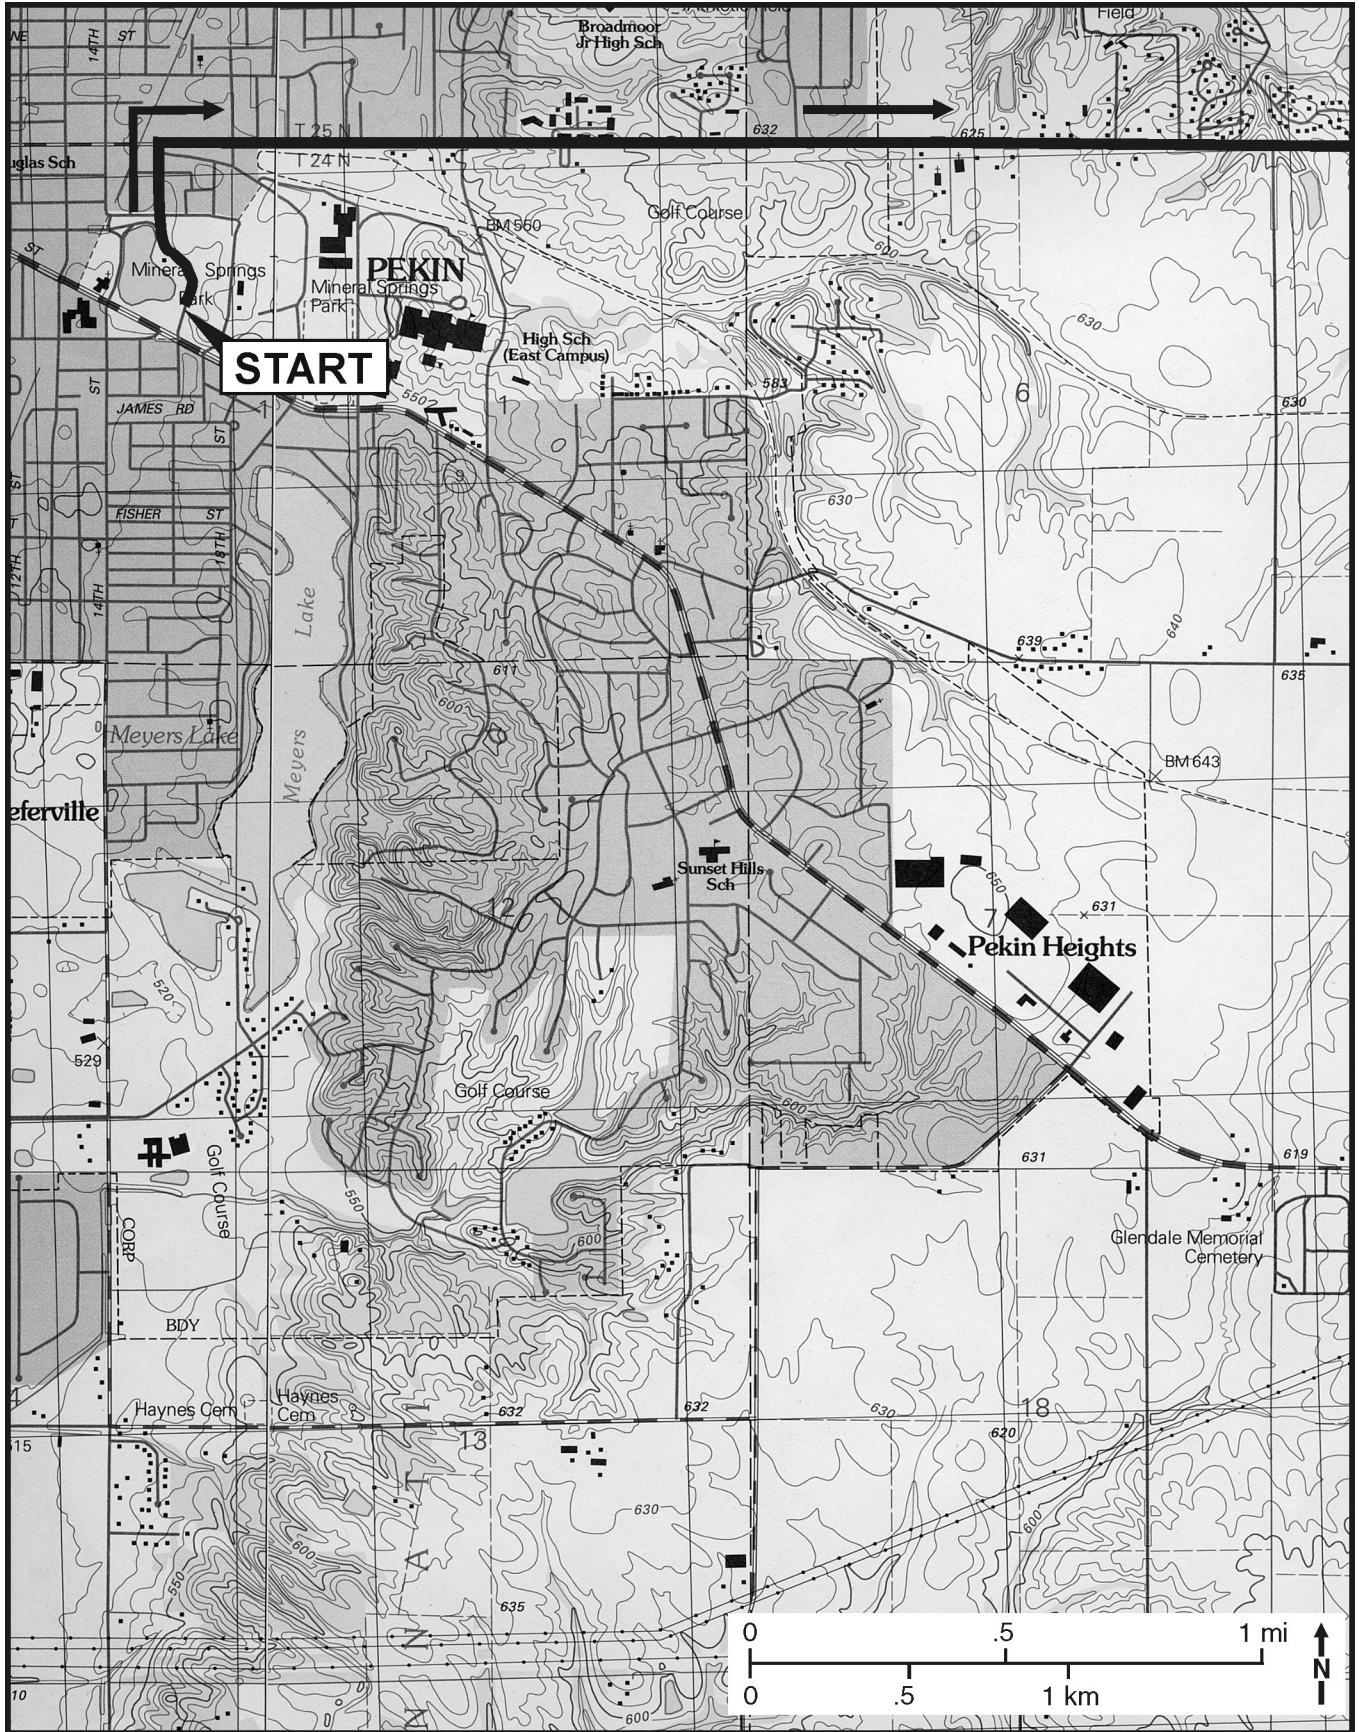 Broadmoor
Jr High Sch
Field
NE
14TH
ST
T 25 N
T 24 N
632
625
uglas Sch
Golf Course
BM 550
ST
Mineral Springs
Park
PEKIN
Mineral Springs
Park
600
630
High Sch
(East Campus)
START
583
6
630
ST
JAMES RD
1
550
1
ST
ST
630
FISHER ST
18TH
12TH
14TH
Lake
640
639
611
635
600
Meyers Lake
Meyers
BM 643
eferville
Sunset Hills
Sch
650
12
7
631
Pekin Heights
520
529
Golf Course
600
631
619
Golf Course
550
CORP
600
Glendale Memorial
Cemetery
BDY
Haynes Cem
Haynes
Cem
632
632
630
18
620
515
13
630
600
600
550
635
0 .5 1 mi
N
0 .5 1 km
10
600